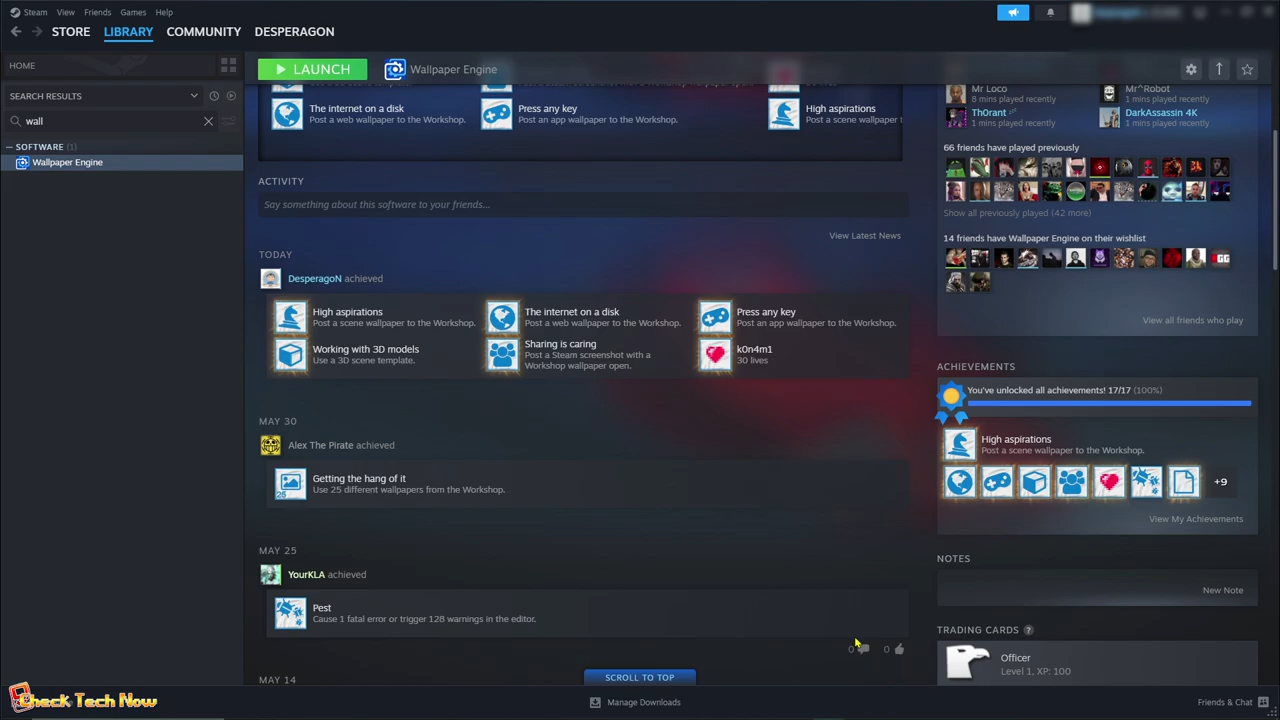 Steam View Friends Games Help
STORE LIBRARY COMMUNITY DESPERAGON
HOME
SEARCH RESULTS
wall
SOFTWARE (1)
Wallpaper Engine
LAUNCH
Wallpaper Engine
The internet on a disk
Post a web wallpaper to the Workshop.
Press any key
Post an app wallpaper to the Workshop.
High aspirations
Post a scene wallpaper t
ACTIVITY
Say something about this software to your friends...
View Latest News
TODAY
DesperagoN achieved
High aspirations
Post a scene wallpaper to the Workshop.
The internet on a disk
Post a web wallpaper to the Workshop.
Press any key
Post an app wallpaper to the Workshop.
Working with 3D models
Use a 3D scene template.
Sharing is caring
Post a Steam screenshot with a
Workshop wallpaper open.
k0n4m1
30 lives
MAY 30
Alex The Pirate achieved
25
Getting the hang of it
Use 25 different wallpapers from the Workshop.
MAY 25
YourKLA achieved
Pest
Cause 1 fatal error or trigger 128 warnings in the editor.
0 0
MAY 14
SCROLL TO TOP
Mr Loco
8 mins played recently
Mr^Robot
1 mins played recently
Th0rant
1 mins played recently
DarkAssassin 4K
1 mins played recently
66 friends have played previously
Show all previously played (42 more)
14 friends have Wallpaper Engine on their wishlist
GG
View all friends who play
ACHIEVEMENTS
You've unlocked all achievements! 17/17 (100%)
High aspirations
Post a scene wallpaper to the Workshop.
+9
View My Achievements
NOTES
New Note
TRADING CARDS ?
Officer
Level 1, XP: 100
Check Tech Now
Manage Downloads
Friends & Chat